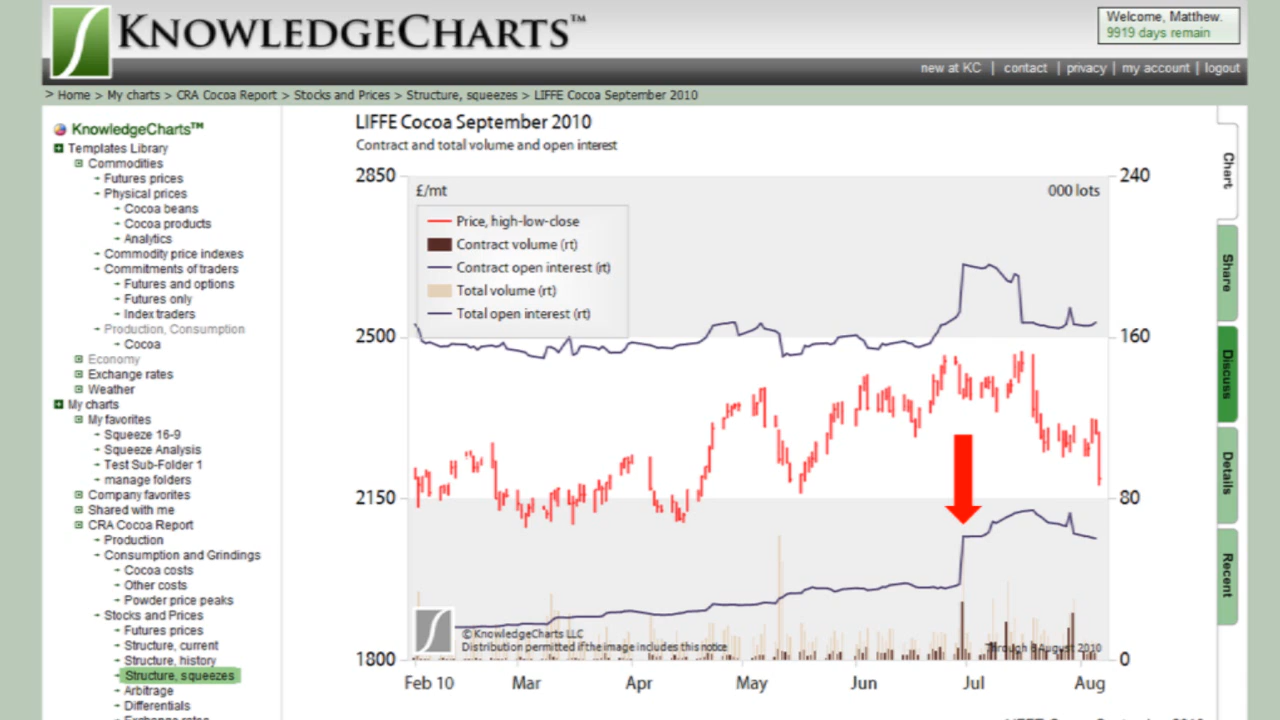 KNOWLEDGECHARTS™
Welcome, Matthew.
9919 days remain
new at KC | contact | privacy | my account | logout
> Home > My charts > CRA Cocoa Report > Stocks and Prices > Structure, squeezes > LIFFE Cocoa September 2010
KnowledgeCharts™
Templates Library
Commodities
Futures prices
Physical prices
Cocoa beans
Cocoa products
Analytics
Commodity price indexes
Commitments of traders
Futures and options
Futures only
Index traders
Production, Consumption
Cocoa
Economy
Exchange rates
Weather
My charts
My favorites
Squeeze 16-9
Squeeze Analysis
Test Sub-Folder 1
manage folders
Company favorites
Shared with me
CRA Cocoa Report
Production
Consumption and Grindings
Cocoa costs
Other costs
Powder price peaks
Stocks and Prices
Futures prices
Structure, current
Structure, history
Structure, squeezes
Arbitrage
Differentials
Exchange rates
LIFFE Cocoa September 2010
Contract and total volume and open interest
2850
240
£/mt
000 lots
Price, high-low-close
Contract volume (rt)
Contract open interest (rt)
Total volume (rt)
Total open interest (rt)
2500
160
2150
80
© KnowledgeCharts LLC
Distribution permitted if the image includes this notice
Through 8 August 2010
1800
0
Feb 10 Mar Apr May Jun Jul Aug
Chart
Share
Discuss
Details
Recent